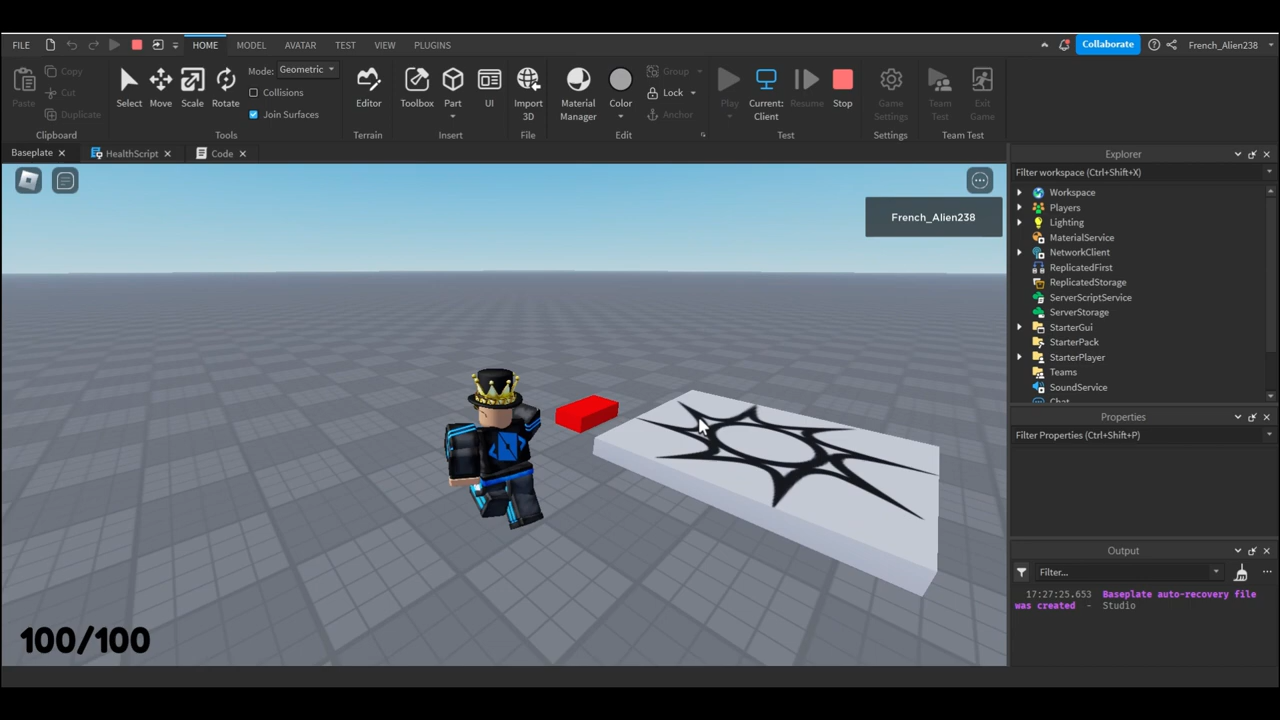 FILE HOME MODEL AVATAR TEST VIEW PLUGINS Collaborate French_Alien238
Paste Copy Cut Duplicate
Clipboard
Select Move Scale Rotate
Mode: Geometric
Collisions
Join Surfaces
Tools
Editor
Terrain
Toolbox Part UI
Insert
Import 3D
File
Material Manager Color
Group
Lock
Anchor
Edit
Play Current: Client Resume Stop
Test
Game Settings
Settings
Team Test Exit Game
Team Test
Baseplate HealthScript Code
French_Alien238
100/100
Explorer
Filter workspace (Ctrl+Shift+X)
Workspace
Players
Lighting
MaterialService
NetworkClient
ReplicatedFirst
ReplicatedStorage
ServerScriptService
ServerStorage
StarterGui
StarterPack
StarterPlayer
Teams
SoundService
Chat
Properties
Filter Properties (Ctrl+Shift+P)
Output
Filter...
17:27:25.653 Baseplate auto-recovery file
was created - Studio